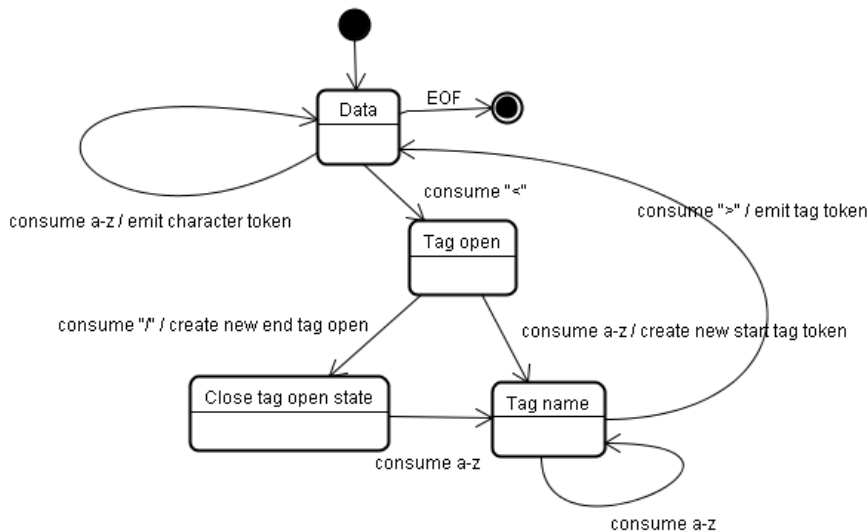 EOF
Data
consume "<"
consume ">" / emit tag token
consume a-z / emit character token
Tag open
consume "/" / create new end tag open
consume a-z / create new start tag token
Close tag open state
Tag name
consume a-z
consume a-z